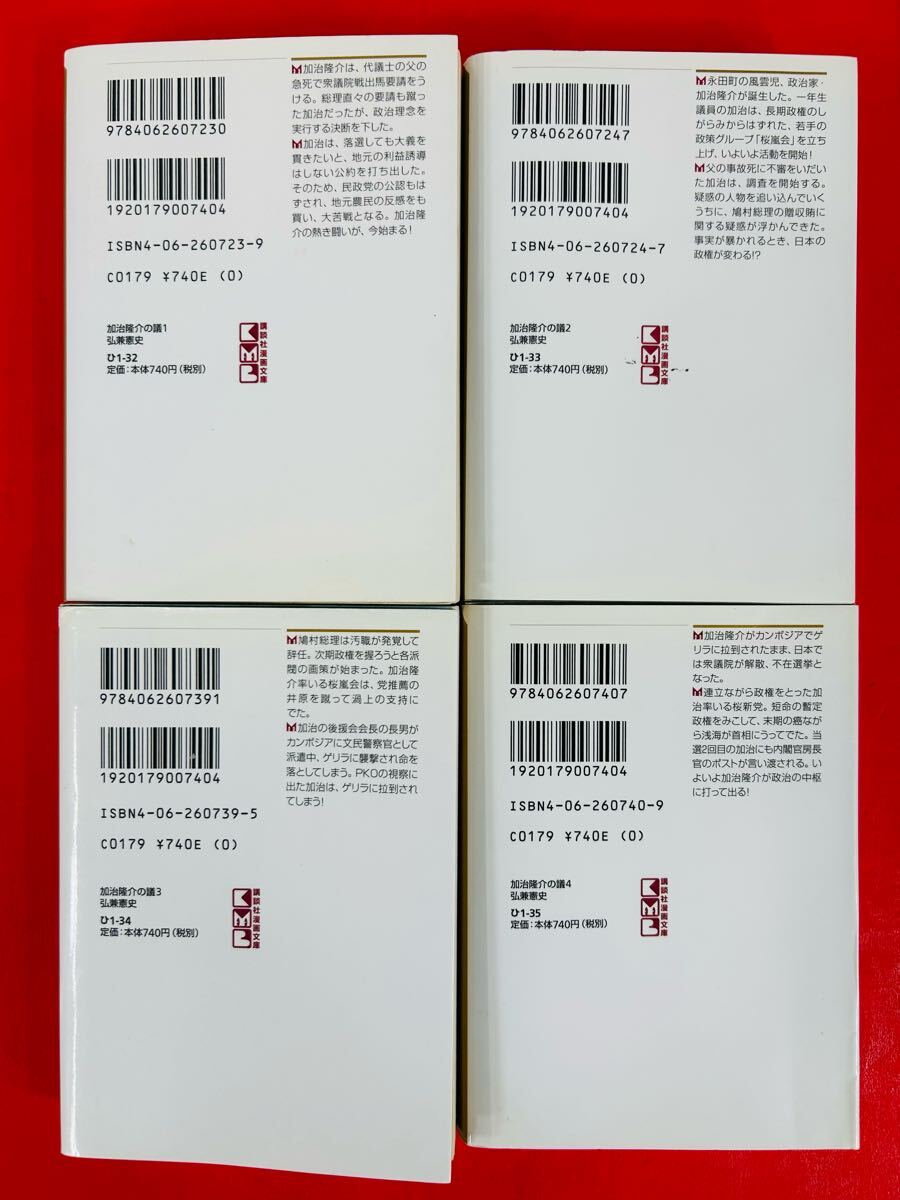 9784062607230
1920179007404
ISBN4-06-260723-9
C0179 ¥740E (0)
加治隆介の議1
弘兼憲史
ひ1-32
定価:本体740円(税別)
講談社漫画文庫
KMB
M加治隆介は、代議士の父の
急死で衆議院戦出馬要請をう
ける。総理直々の要請も蹴っ
た加治だったが、政治理念を
実行する決断を下した。
M加治は、落選しても大義を
貫きたいと、地元の利益誘導
はしない公約を打ち出した。
そのため、民政党の公認もは
ずされ、地元農民の反感をも
買い、大苦戦となる。加治隆
介の熱き闘いが、今始まる!
9784062607247
1920179007404
ISBN4-06-260724-7
C0179 ¥740E (0)
加治隆介の議2
弘兼憲史
ひ1-33
定価:本体740円(税別)
講談社漫画文庫
KMB
M永田町の風雲児、政治家・
加治隆介が誕生した。一年生
議員の加治は、長期政権のし
がらみからはずれた、若手の
政策グループ「桜嵐会」を立ち
上げ、いよいよ活動を開始!
M父の事故死に不審をいだい
た加治は、調査を開始する。
疑惑の人物を追い込んでいく
うちに、鳩村総理の贈収賄に
関する疑惑が浮かんできた。
事実が暴かれるとき、日本の
政権が変わる!?
9784062607391
1920179007404
ISBN4-06-260739-5
C0179 ¥740E (0)
加治隆介の議3
弘兼憲史
ひ1-34
定価:本体740円(税別)
講談社漫画文庫
KMB
M鳩村総理は汚職が発覚して
辞任。次期政権を握ろうと各派
閥の画策が始まった。加治隆
介率いる桜嵐会は、党推薦の
井原を蹴って渦上の支持に
でた。
M加治の後援会会長の長男が
カンボジアに文民警察官として
派遣中、ゲリラに襲撃され命を
落としてしまう。PKOの視察に
出た加治は、ゲリラに拉到され
てしまう!
9784062607407
1920179007404
ISBN4-06-260740-9
C0179 ¥740E (0)
加治隆介の議4
弘兼憲史
ひ1-35
定価:本体740円(税別)
講談社漫画文庫
KMB
M加治隆介がカンボジアでゲ
リラに拉到されたまま、日本で
は衆議院が解散、不在選挙と
なった。
M連立ながら政権をとった加
治率いる桜新党。短命の暫定
政権をみこして、末期の癌なが
ら浅海が首相にうってでた。当
選2回目の加治にも内閣官房長
官のポストが言い渡される。い
よいよ加治隆介が政治の中枢
に打って出る!